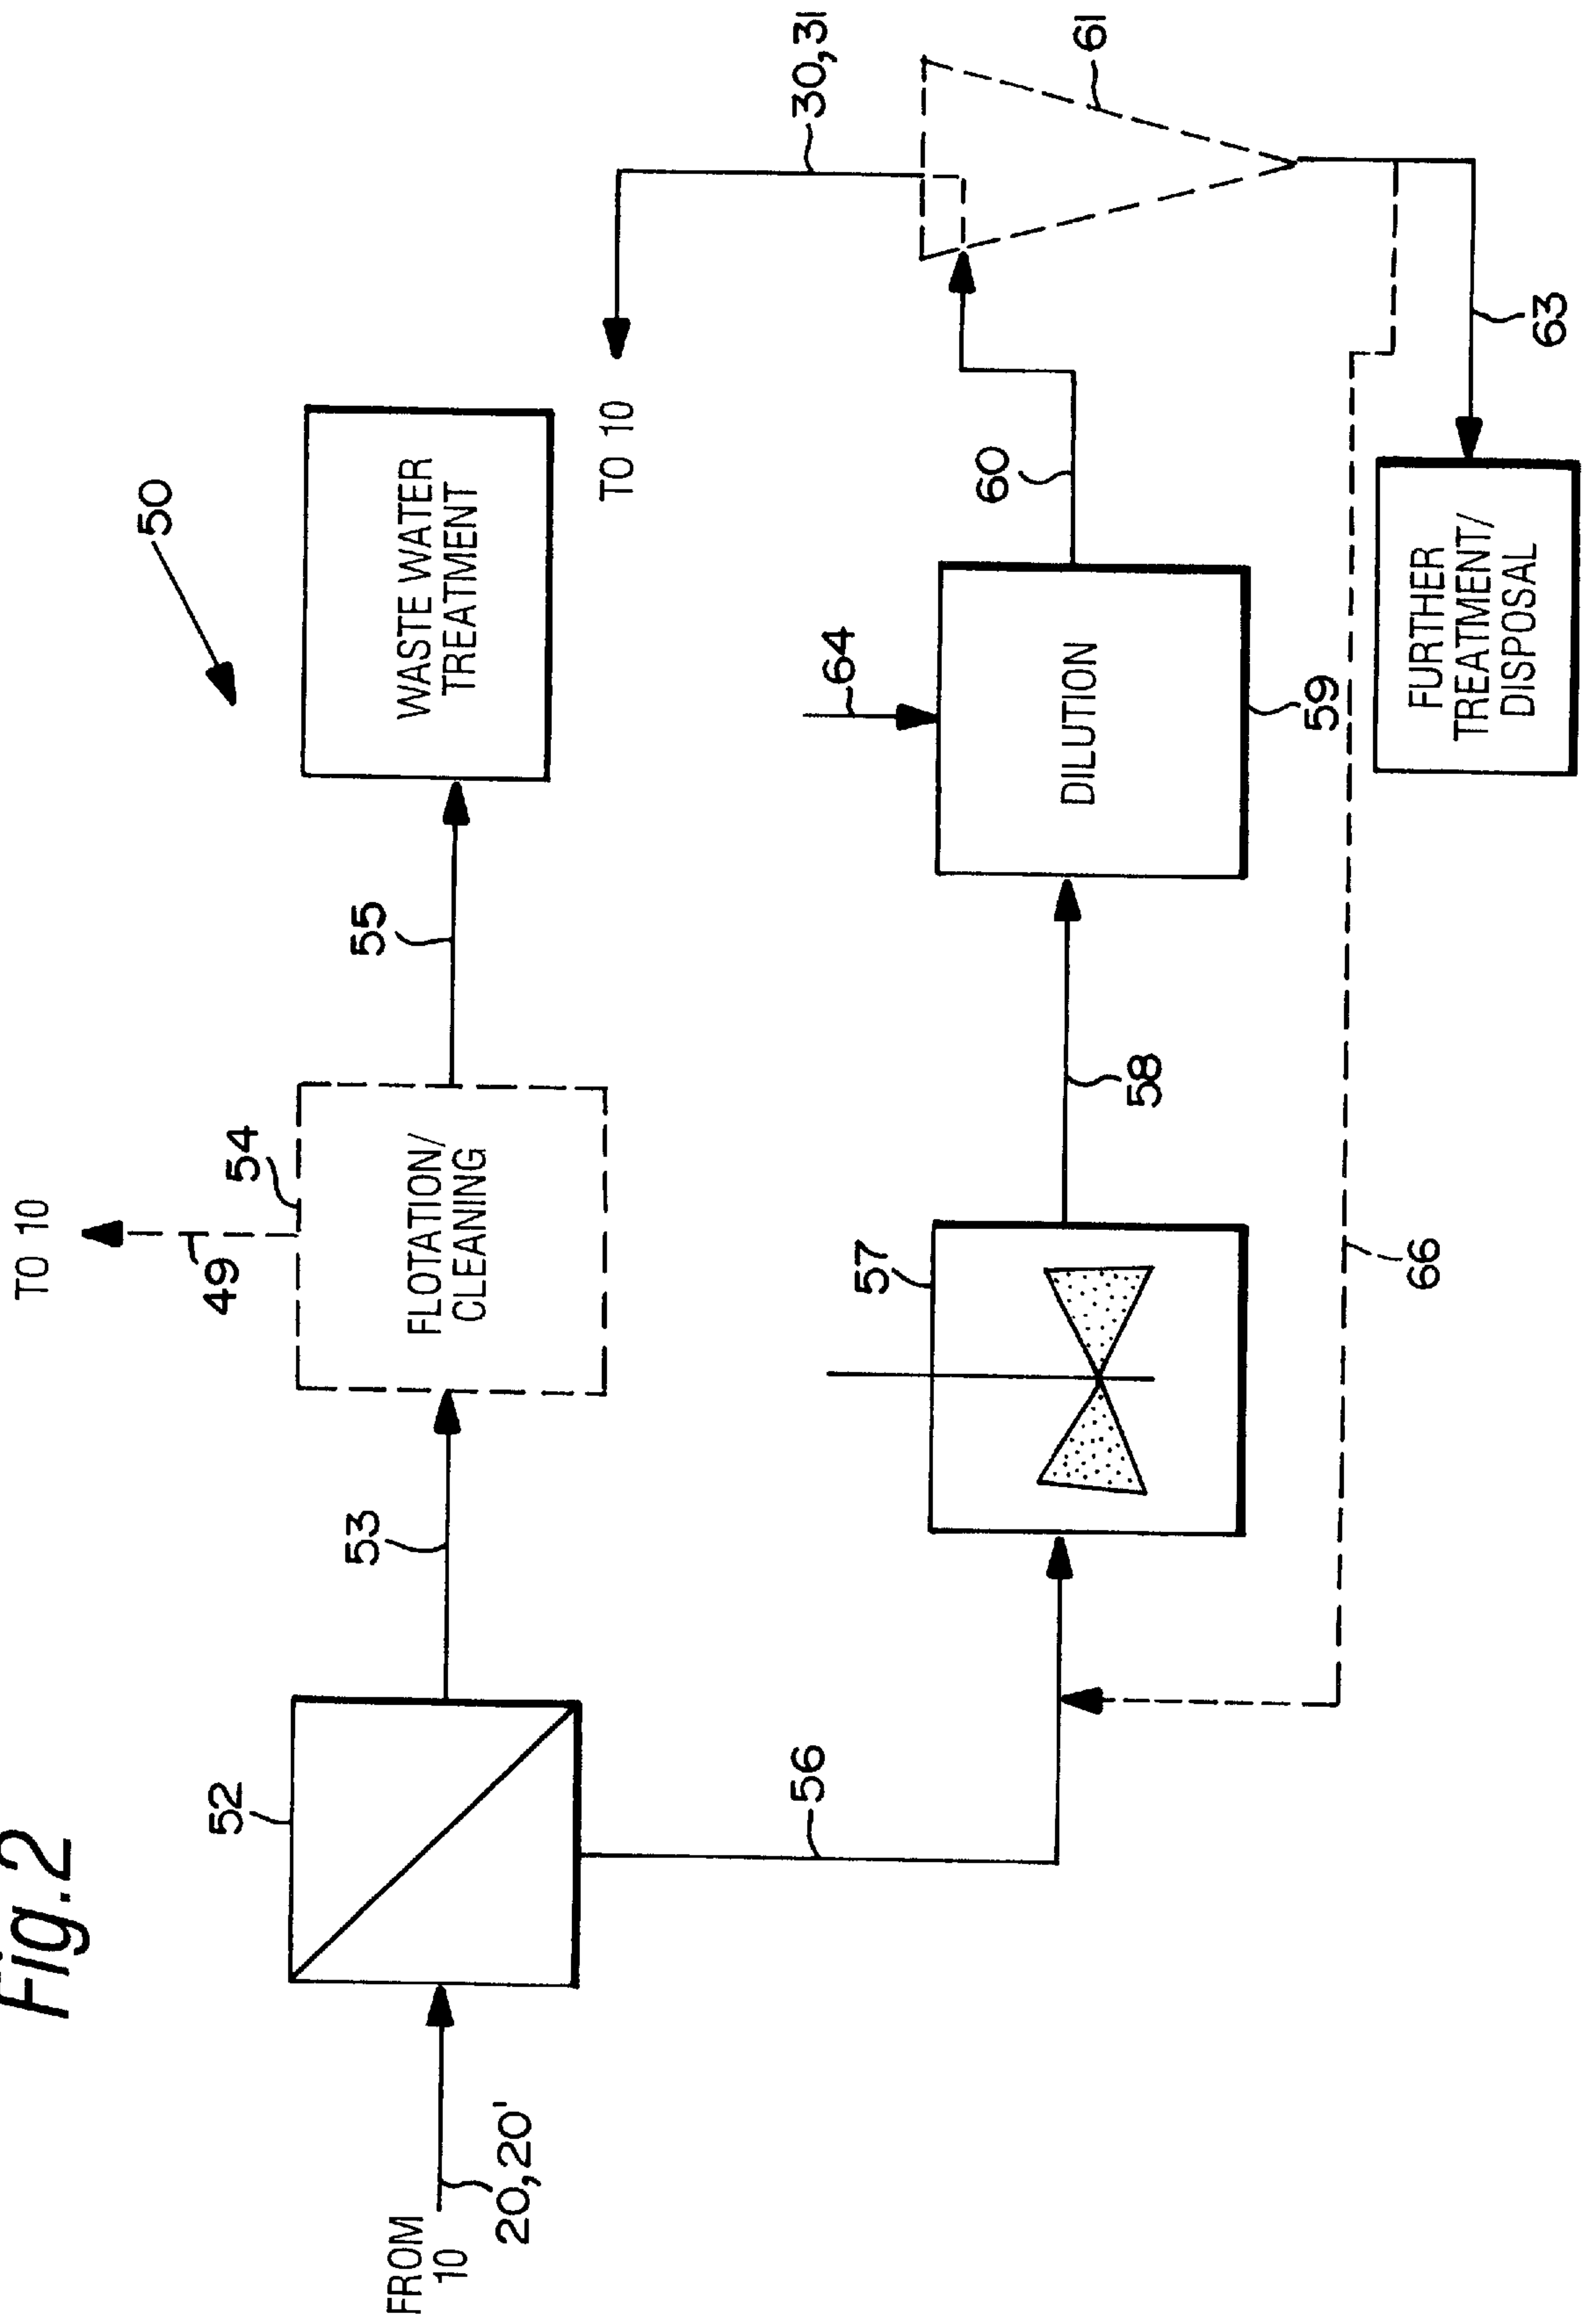 Fig.2
50
TO 10
49
54
FLOTATION/
CLEANING
52
53
55
WASTE WATER
TREATMENT
FROM
10
20,20'
TO 10
30,31
56
57
58
64
DILUTION
59
60
61
66
63
FURTHER
TREATMENT/
DISPOSAL